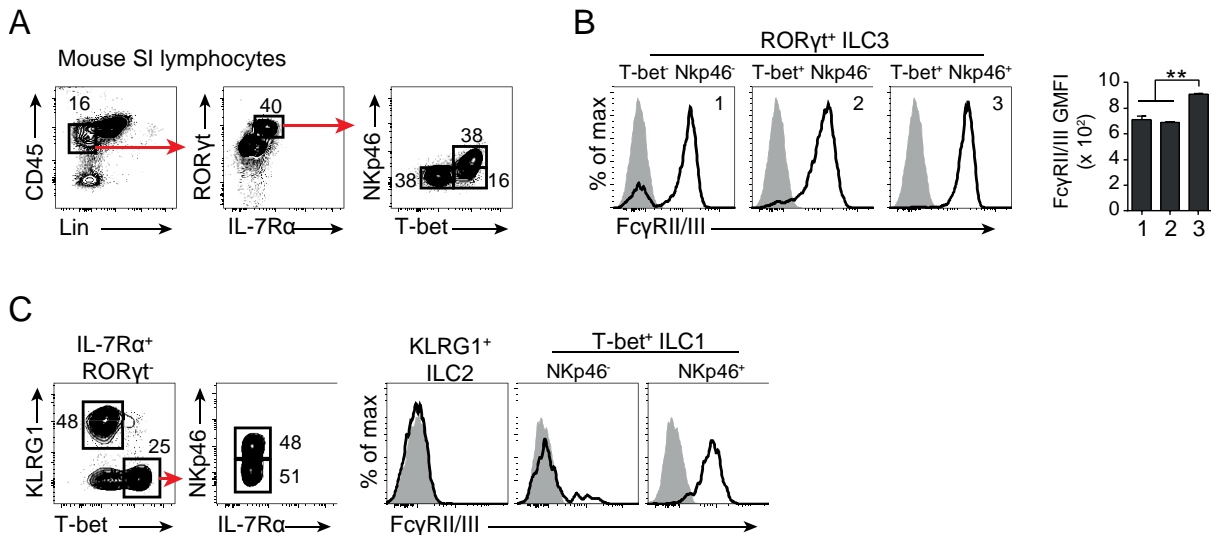 A
Mouse SI lymphocytes
16
CD45
Lin
40
RORγt
IL-7Rα
38
38
16
NKp46
T-bet
B
RORγt⁺ ILC3
T-bet⁻ Nkp46⁻
T-bet⁺ Nkp46⁻
T-bet⁺ Nkp46⁺
1
2
3
% of max
FcγRII/III
FcγRII/III GMFI
(x 10²)
**
10
8
6
4
2
0
1
2
3
C
IL-7Rα⁺
RORγt⁻
48
25
KLRG1
T-bet
48
51
NKp46
IL-7Rα
KLRG1⁺
ILC2
T-bet⁺ ILC1
NKp46⁻
NKp46⁺
% of max
FcγRII/III